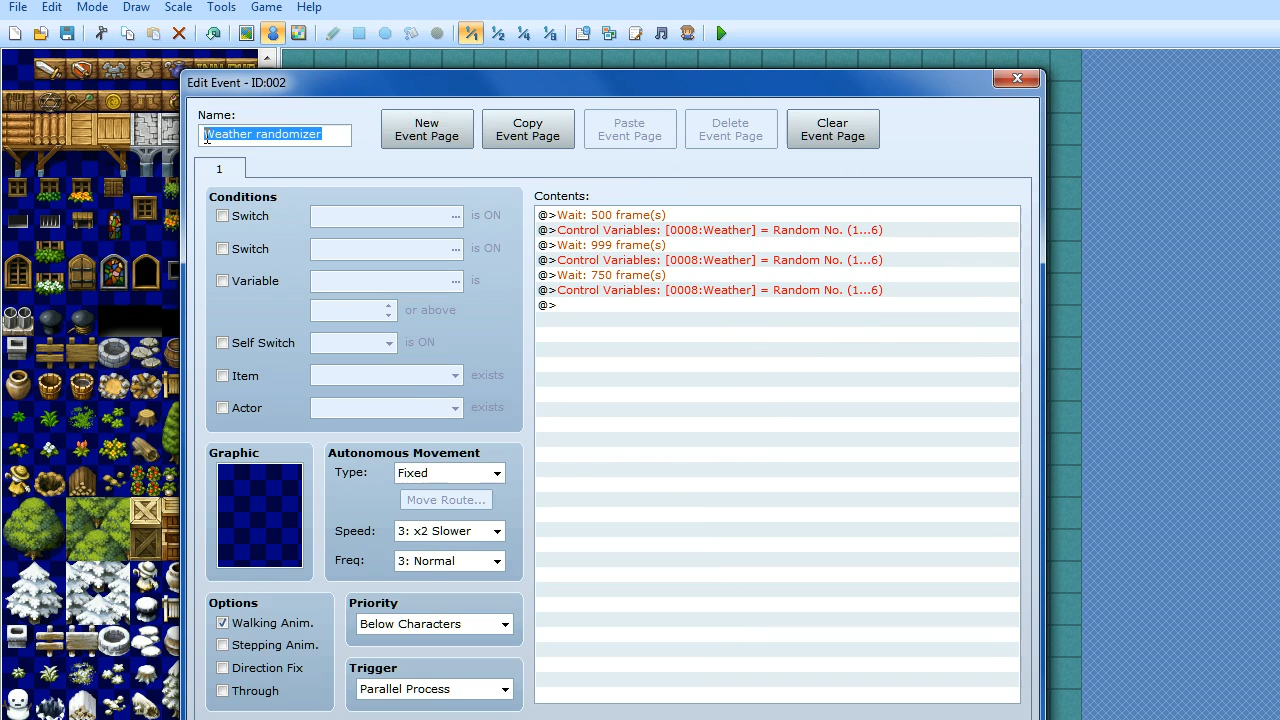 File Edit Mode Draw Scale Tools Game Help
Edit Event - ID:002
Name:
Weather randomizer
New Event Page
Copy Event Page
Paste Event Page
Delete Event Page
Clear Event Page
1
Conditions
Switch ... is ON
Switch ... is ON
Variable ... is
or above
Self Switch is ON
Item exists
Actor exists
Graphic
Autonomous Movement
Type: Fixed
Move Route...
Speed: 3: x2 Slower
Freq: 3: Normal
Options
Walking Anim.
Stepping Anim.
Direction Fix
Through
Priority
Below Characters
Trigger
Parallel Process
Contents:
@>Wait: 500 frame(s)
@>Control Variables: [0008:Weather] = Random No. (1...6)
@>Wait: 999 frame(s)
@>Control Variables: [0008:Weather] = Random No. (1...6)
@>Wait: 750 frame(s)
@>Control Variables: [0008:Weather] = Random No. (1...6)
@>